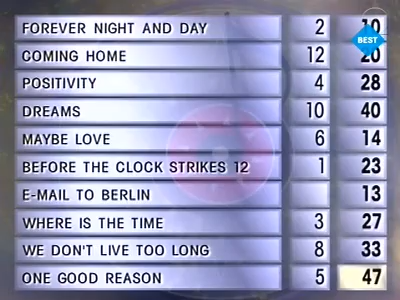 FOREVER NIGHT AND DAY 2 10
BEST
COMING HOME 12 20
POSITIVITY 4 28
DREAMS 10 40
MAYBE LOVE 6 14
BEFORE THE CLOCK STRIKES 12 1 23
E-MAIL TO BERLIN 13
WHERE IS THE TIME 3 27
WE DON'T LIVE TOO LONG 8 33
ONE GOOD REASON 5 47